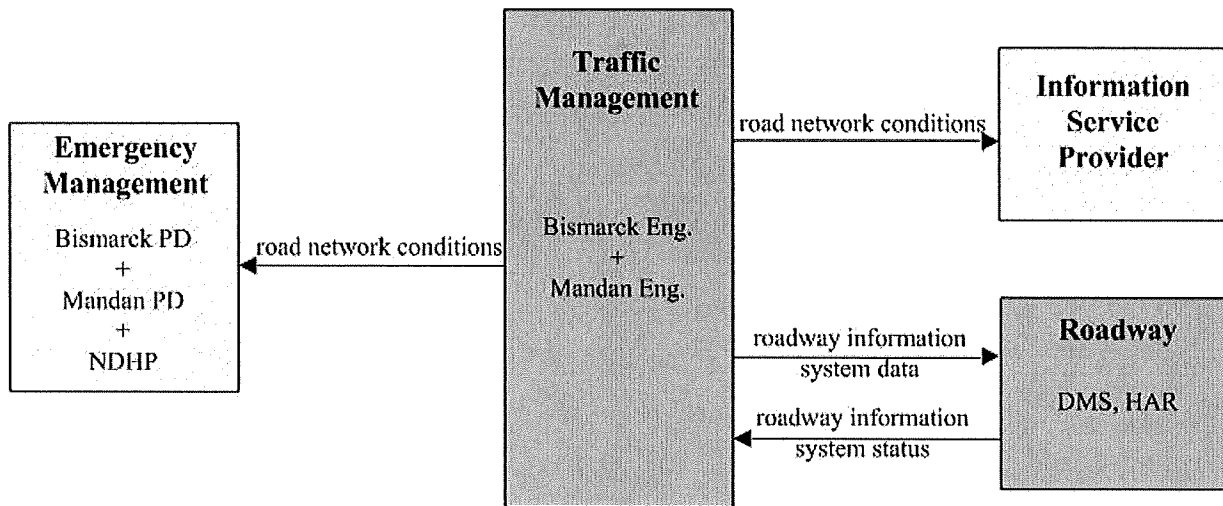 Emergency
Management
Bismarck PD
+
Mandan PD
+
NDHP
road network conditions
Traffic
Management
Bismarck Eng.
+
Mandan Eng.
road network conditions
Information
Service
Provider
roadway information
system data
roadway information
system status
Roadway
DMS, HAR